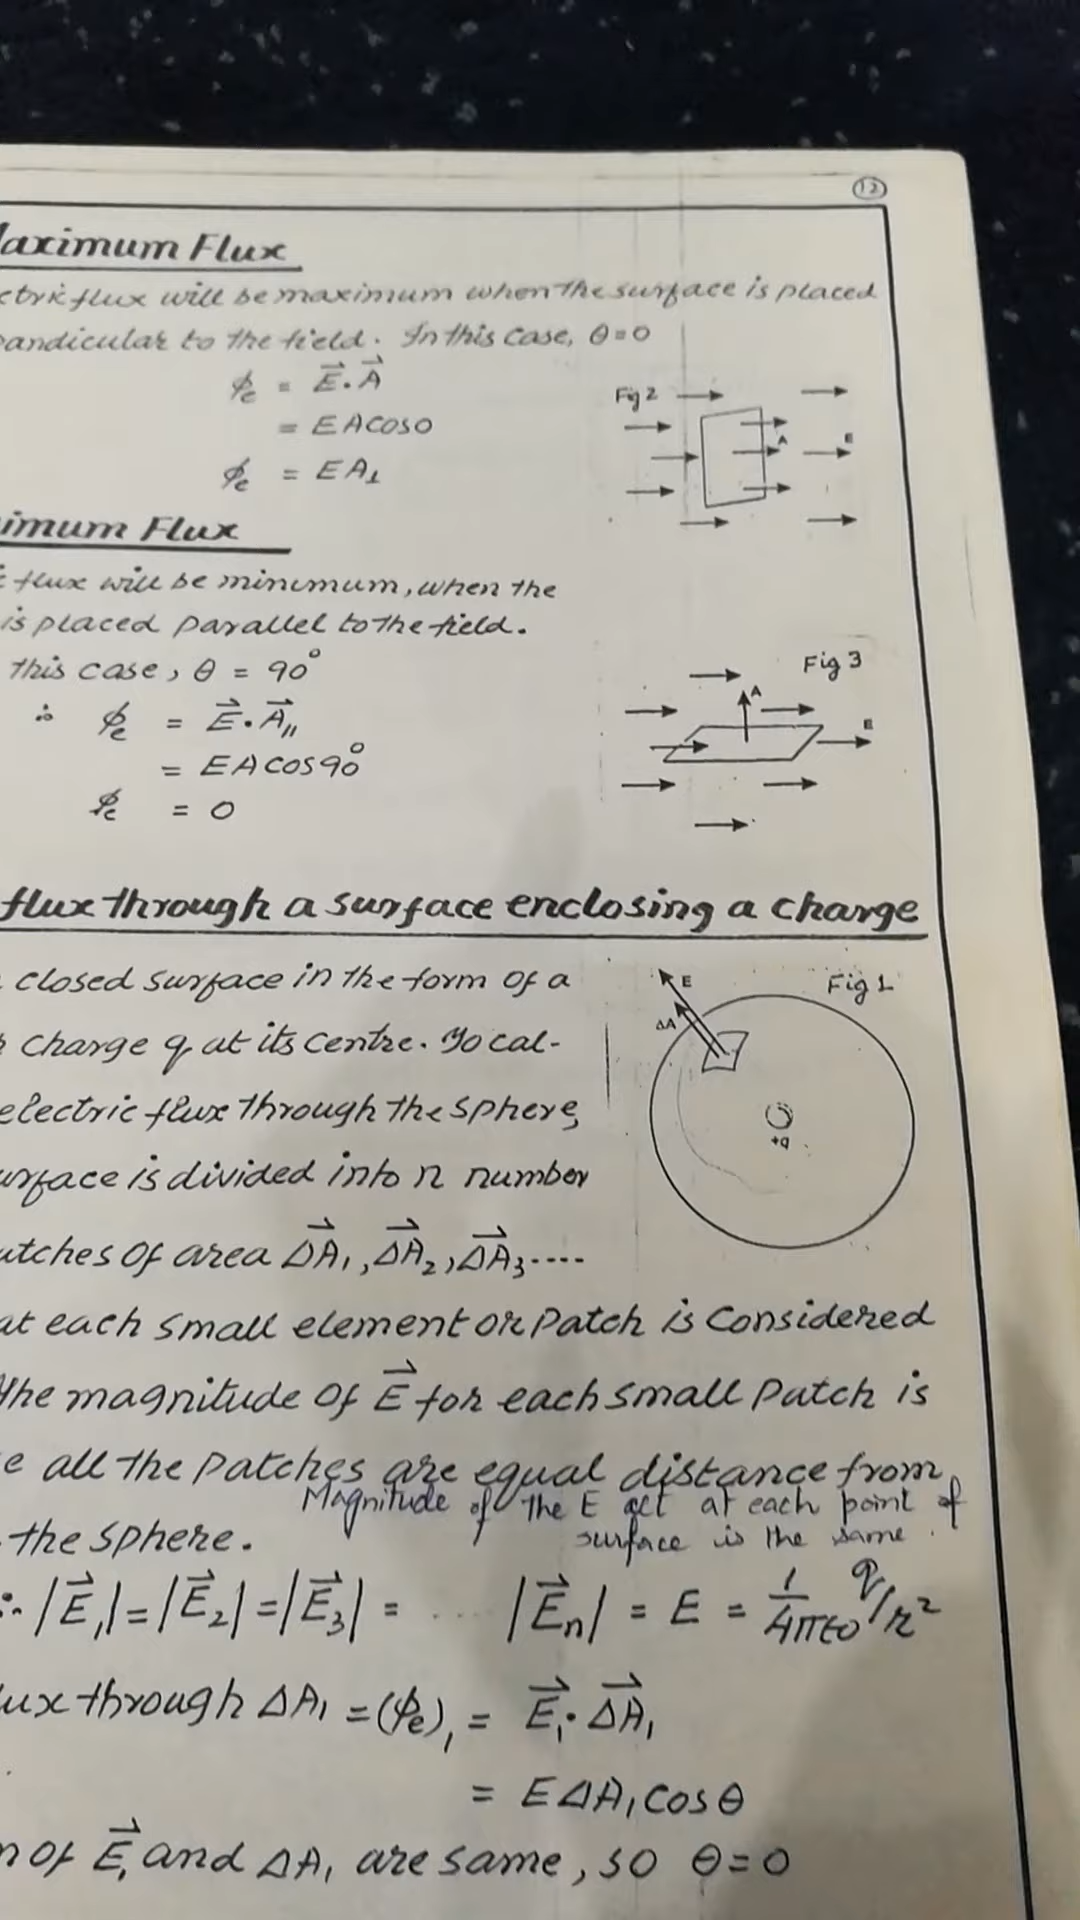 12
Maximum Flux
ctric flux will be maximum when the surface is placed
pandicular to the field. In this case, θ=0
ϕe = E⃗.A⃗
= EACOS0
ϕe = EA⊥
Fig 2
A
E
imum Flux
flux will be minimum, when the
is placed parallel to the field.
this case, θ = 90°
∴ ϕe = E⃗.A⃗∥
= EACOS90°
ϕe = 0
Fig 3
A
E
flux through a surface enclosing a charge
closed surface in the form of a
charge q at its centre. To cal-
electric flux through the sphere,
urface is divided into n number
atches of area ΔA⃗₁, ΔA⃗₂, ΔA⃗₃....
Fig 1
E
ΔA
+q
at each small element or Patch is Considered
The magnitude of E⃗ for each small Patch is
e all the Patches are equal distance from
Magnitude of the E at each point of
surface is the same.
the sphere.
∴ |E⃗₁|=|E⃗₂|=|E⃗₃| = .... |E⃗n| = E = 1/4πε0 q/r²
lux through ΔA₁ = (ϕe)₁ = E⃗₁.ΔA⃗₁
= EΔA₁COSθ
n of E⃗₁ and ΔA₁ are same, so θ=0